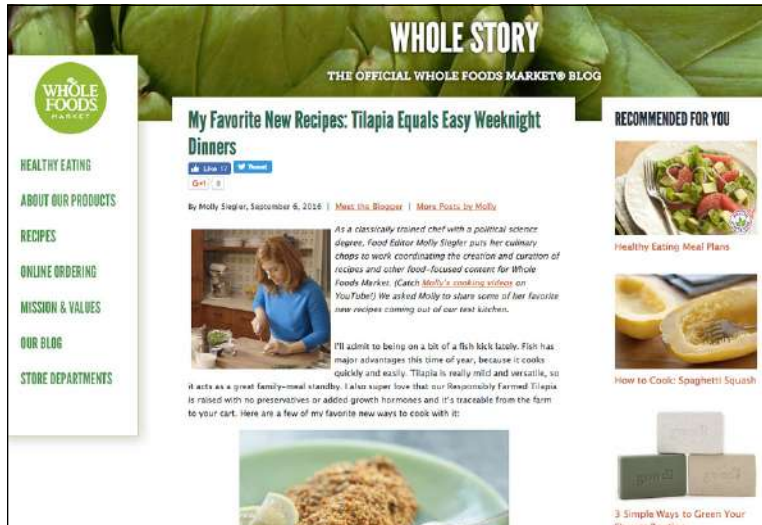 WHOLE STORY
THE OFFICIAL WHOLE FOODS MARKET® BLOG
WHOLE
FOODS
MARKET
HEALTHY EATING
ABOUT OUR PRODUCTS
RECIPES
ONLINE ORDERING
MISSION & VALUES
OUR BLOG
STORE DEPARTMENTS
My Favorite New Recipes: Tilapia Equals Easy Weeknight
Dinners
Like 17 Tweet
G+1 0
By Molly Siegler, September 6, 2016 | Meet the Blogger | More Posts by Molly
As a classically trained chef with a political science
degree, Food Editor Molly Siegler puts her culinary
chops to work coordinating the creation and curation of
recipes and other food-focused content for Whole
Foods Market. (Catch Molly's cooking videos on
YouTube!) We asked Molly to share some of her favorite
new recipes coming out of our test kitchen.
I'll admit to being on a bit of a fish kick lately. Fish has
major advantages this time of year, because it cooks
quickly and easily. Tilapia is really mild and versatile, so
it acts as a great family-meal standby. I also super love that our Responsibly Farmed Tilapia
is raised with no preservatives or added growth hormones and it's traceable from the farm
to your cart. Here are a few of my favorite new ways to cook with it:
RECOMMENDED FOR YOU
Healthy Eating Meal Plans
How to Cook: Spaghetti Squash
3 Simple Ways to Green Your